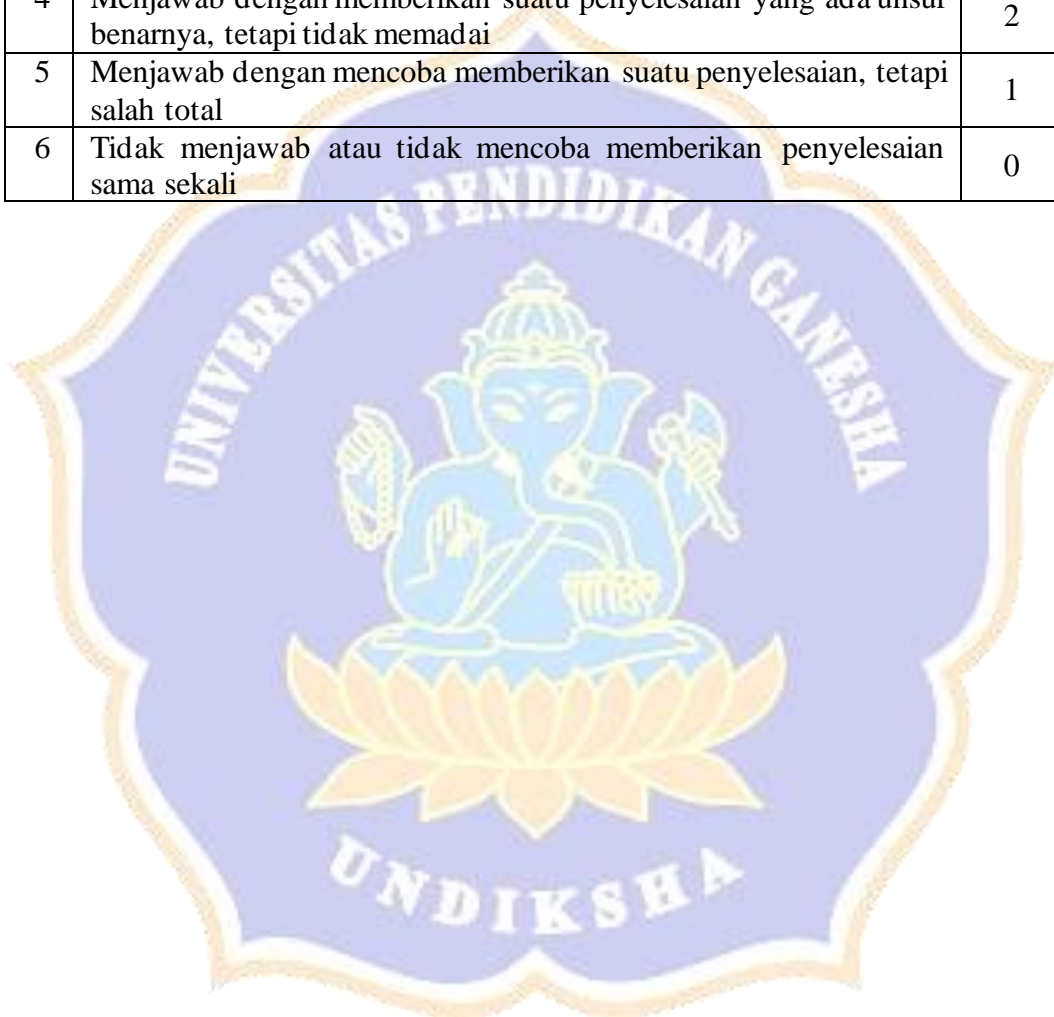 4 Menjawab dengan memberikan suatu penyelesaian yang ada unsur
benarnya, tetapi tidak memadai 2
5 Menjawab dengan mencoba memberikan suatu penyelesaian, tetapi
salah total 1
6 Tidak menjawab atau tidak mencoba memberikan penyelesaian
sama sekali 0
UNIVERSITAS PENDIDIKAN GANESHA
UNDIKSHA